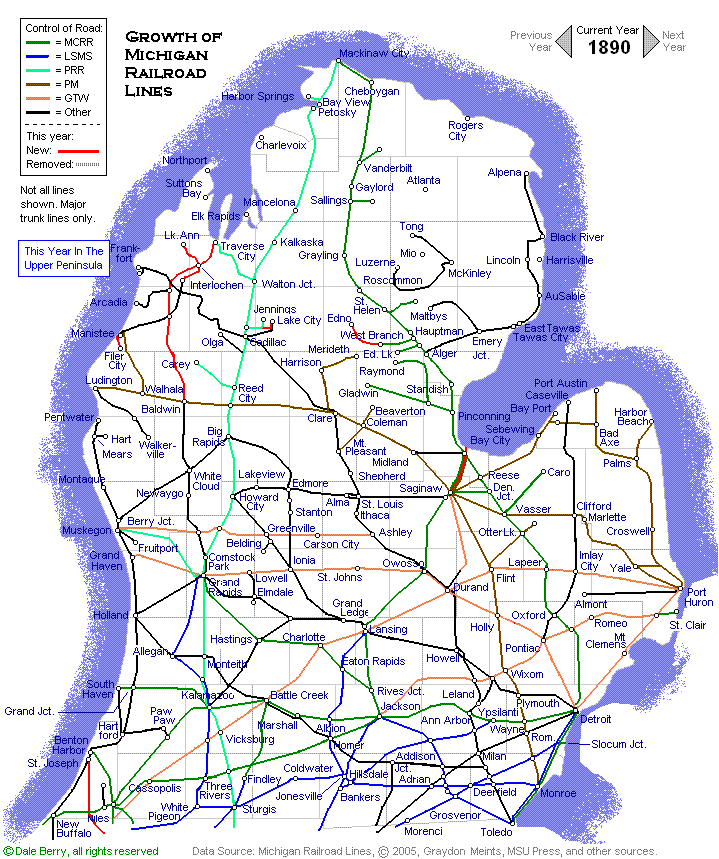 Control of Road:
= MCRR
= LSMS
= PRR
= PM
= GTW
= Other
This year:
New:
Removed:
Not all lines
shown. Major
trunk lines only.
This Year In The
Upper Peninsula
Growth of
Michigan
Railroad
Lines
Previous
Year
Current Year
1890
Next
Year
Mackinaw City
Cheboygan
Harbor Springs
Bay View
Petosky
Rogers
City
Charlevoix
Northport
Vanderbilt
Atlanta
Alpena
Suttons
Bay
Mancelona
Gaylord
Sallings
Elk Rapids
Tong
Lk. Ann
Traverse
City
Kalkaska
Grayling
Mio
Luzerne
McKinley
Black River
Lincoln
Harrisville
Frank-
fort
Interlochen
Walton Jct.
Roscommon
Arcadia
St.
Helen
Maltbys
AuSable
Jennings
Lake City
Edno
West Branch
Hauptman
East Tawas
Tawas City
Manistee
Olga
Cadillac
Emery
Jct.
Filer
City
Carey
Merideth
Ed. Lk
Alger
Harrison
Raymond
Ludington
Walhala
Reed
City
Gladwin
Standish
Port Austin
Caseville
Baldwin
Beaverton
Coleman
Pinconning
Bay Port
Harbor
Beach
Pentwater
Clare
Sebewing
Bay City
Bad
Axe
Hart
Mears
Walker-
ville
Big
Rapids
Mt.
Pleasant
Midland
Palms
Montaque
White
Cloud
Lakeview
Shepherd
Reese
Caro
Newaygo
Howard
City
Edmore
Saginaw
Den.
Jct.
Alma
St. Louis
Ithaca
Stanton
Vasser
Clifford
Marlette
Muskegon
Berry Jct.
Greenville
Ashley
Otter Lk.
Croswell
Fruitport
Belding
Carson City
Grand
Haven
Comstock
Park
Ionia
Owoss
Lapeer
Imlay
City
Yale
Lowell
St. Johns
Flint
Grand
Rapids
Elmdale
Durand
Port
Huron
Almont
Holland
Grand
Ledge
Oxford
Romeo
St. Clair
Hastings
Charlotte
Lansing
Holly
Mt
Clemens
Allegan
Pontiac
Monteith
Eaton Rapids
Howell
Wixom
South
Haven
Kalamazoo
Battle Creek
Rives Jct.
Leland
Plymouth
Grand Jct.
Paw
Paw
Jackson
Ypsilanti
Hart
ford
Marshall
Albion
Ann Arbor
Wayne
Detroit
Benton
Harbor
Vicksburg
Homer
Rom.
Slocum Jct.
St. Joseph
Addison
Jct.
Milan
Coldwater
Hillsdale
Cassopolis
Three
Rivers
Findley
Adrian
Deerfield
Monroe
Jonesville
Bankers
Niles
White
Pigeon
Sturgis
Grosvenor
New
Buffalo
Morenci
Toledo
© Dale Berry, all rights reserved
Data Source: Michigan Railroad Lines, © 2005, Graydon Meints, MSU Press, and other sources.